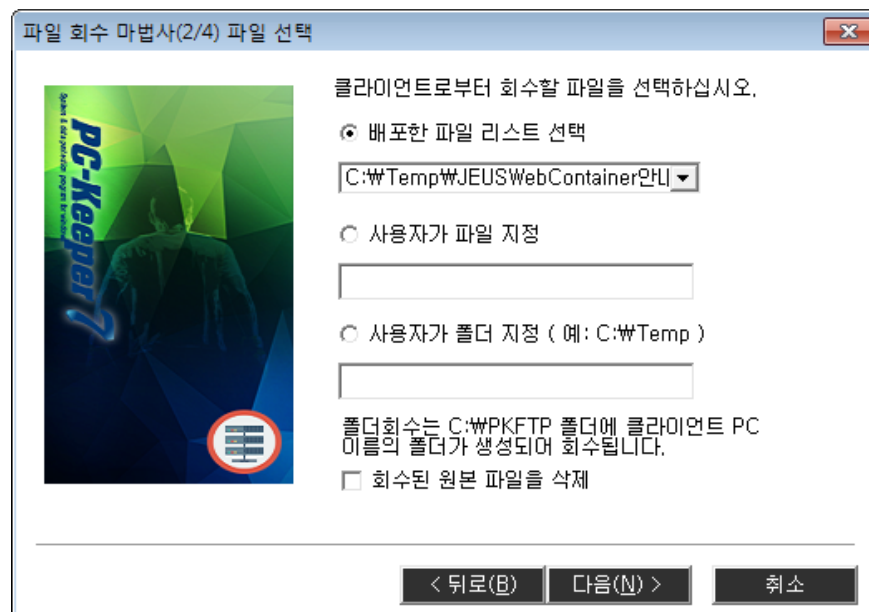 파일 회수 마법사(2/4) 파일 선택
PC-Keeper 7
클라이언트로부터 회수할 파일을 선택하십시오.
배포한 파일 리스트 선택
C:₩Temp₩JEUSWebContainer안내
사용자가 파일 지정
사용자가 폴더 지정 ( 예: C:₩Temp )
폴더회수는 C:₩PKFTP 폴더에 클라이언트 PC
이름의 폴더가 생성되어 회수됩니다.
회수된 원본 파일을 삭제
< 뒤로(B)
다음(N) >
취소